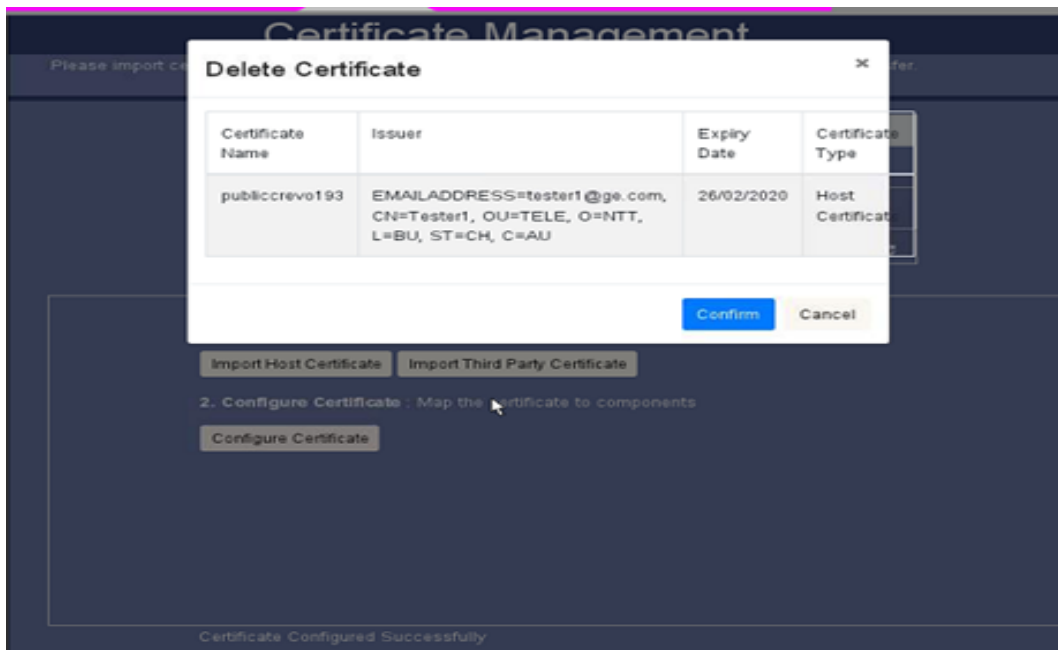 Certificate Management
Please import ce
fer.
Delete Certificate
×
Certificate Name
Issuer
Expiry Date
Certificate Type
publiccrevo193
EMAILADDRESS=tester1@ge.com,
CN=Tester1, OU=TELE, O=NTT,
L=BU, ST=CH, C=AU
26/02/2020
Host Certificate
Confirm
Cancel
Import Host Certificate
Import Third Party Certificate
2. Configure Certificate : Map the certificate to components
Configure Certificate
Certificate Configured Successfully